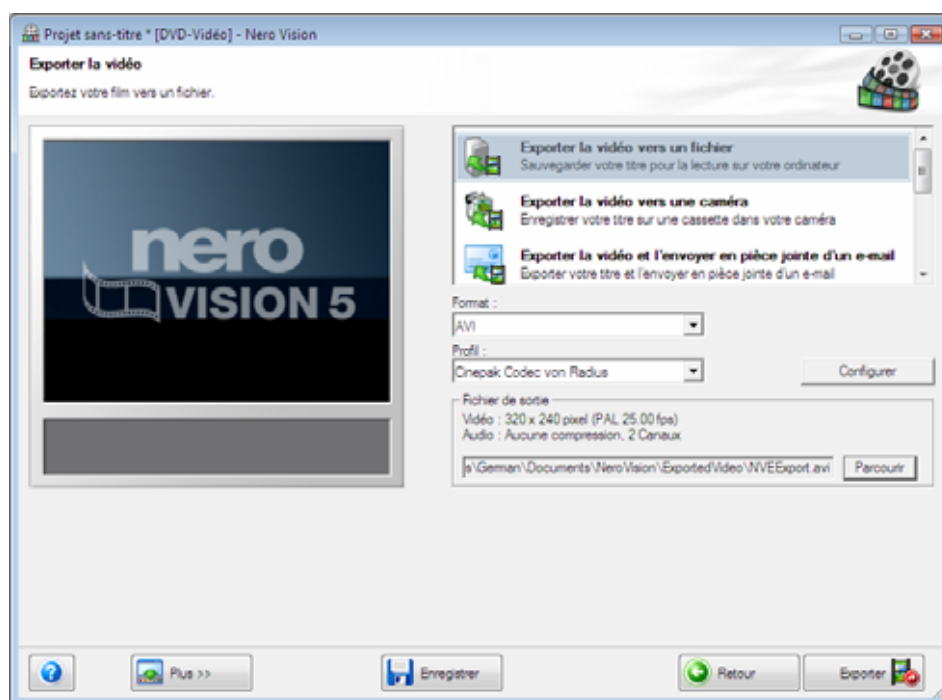 Projet sans-titre * [DVD-Vidéo] - Nero Vision
Exporter la vidéo
Exportez votre film vers un fichier.
nero
VISION 5
Exporter la vidéo vers un fichier
Sauvegarder votre titre pour la lecture sur votre ordinateur
Exporter la vidéo vers une caméra
Enregistrer votre titre sur une cassette dans votre caméra
Exporter la vidéo et l'envoyer en pièce jointe d'un e-mail
Exporter votre titre et l'envoyer en pièce jointe d'un e-mail
Format :
AVI
Profil :
Cinepak Codec von Radius
Configurer
Fichier de sortie
Vidéo : 320 x 240 pixel (PAL 25.00 fps)
Audio : Aucune compression, 2 Canaux
s\German\Documents\NeroVision\ExportedVideo\NVEExport.avi
Parcourir
?
Plus >>
Enregistrer
Retour
Exporter